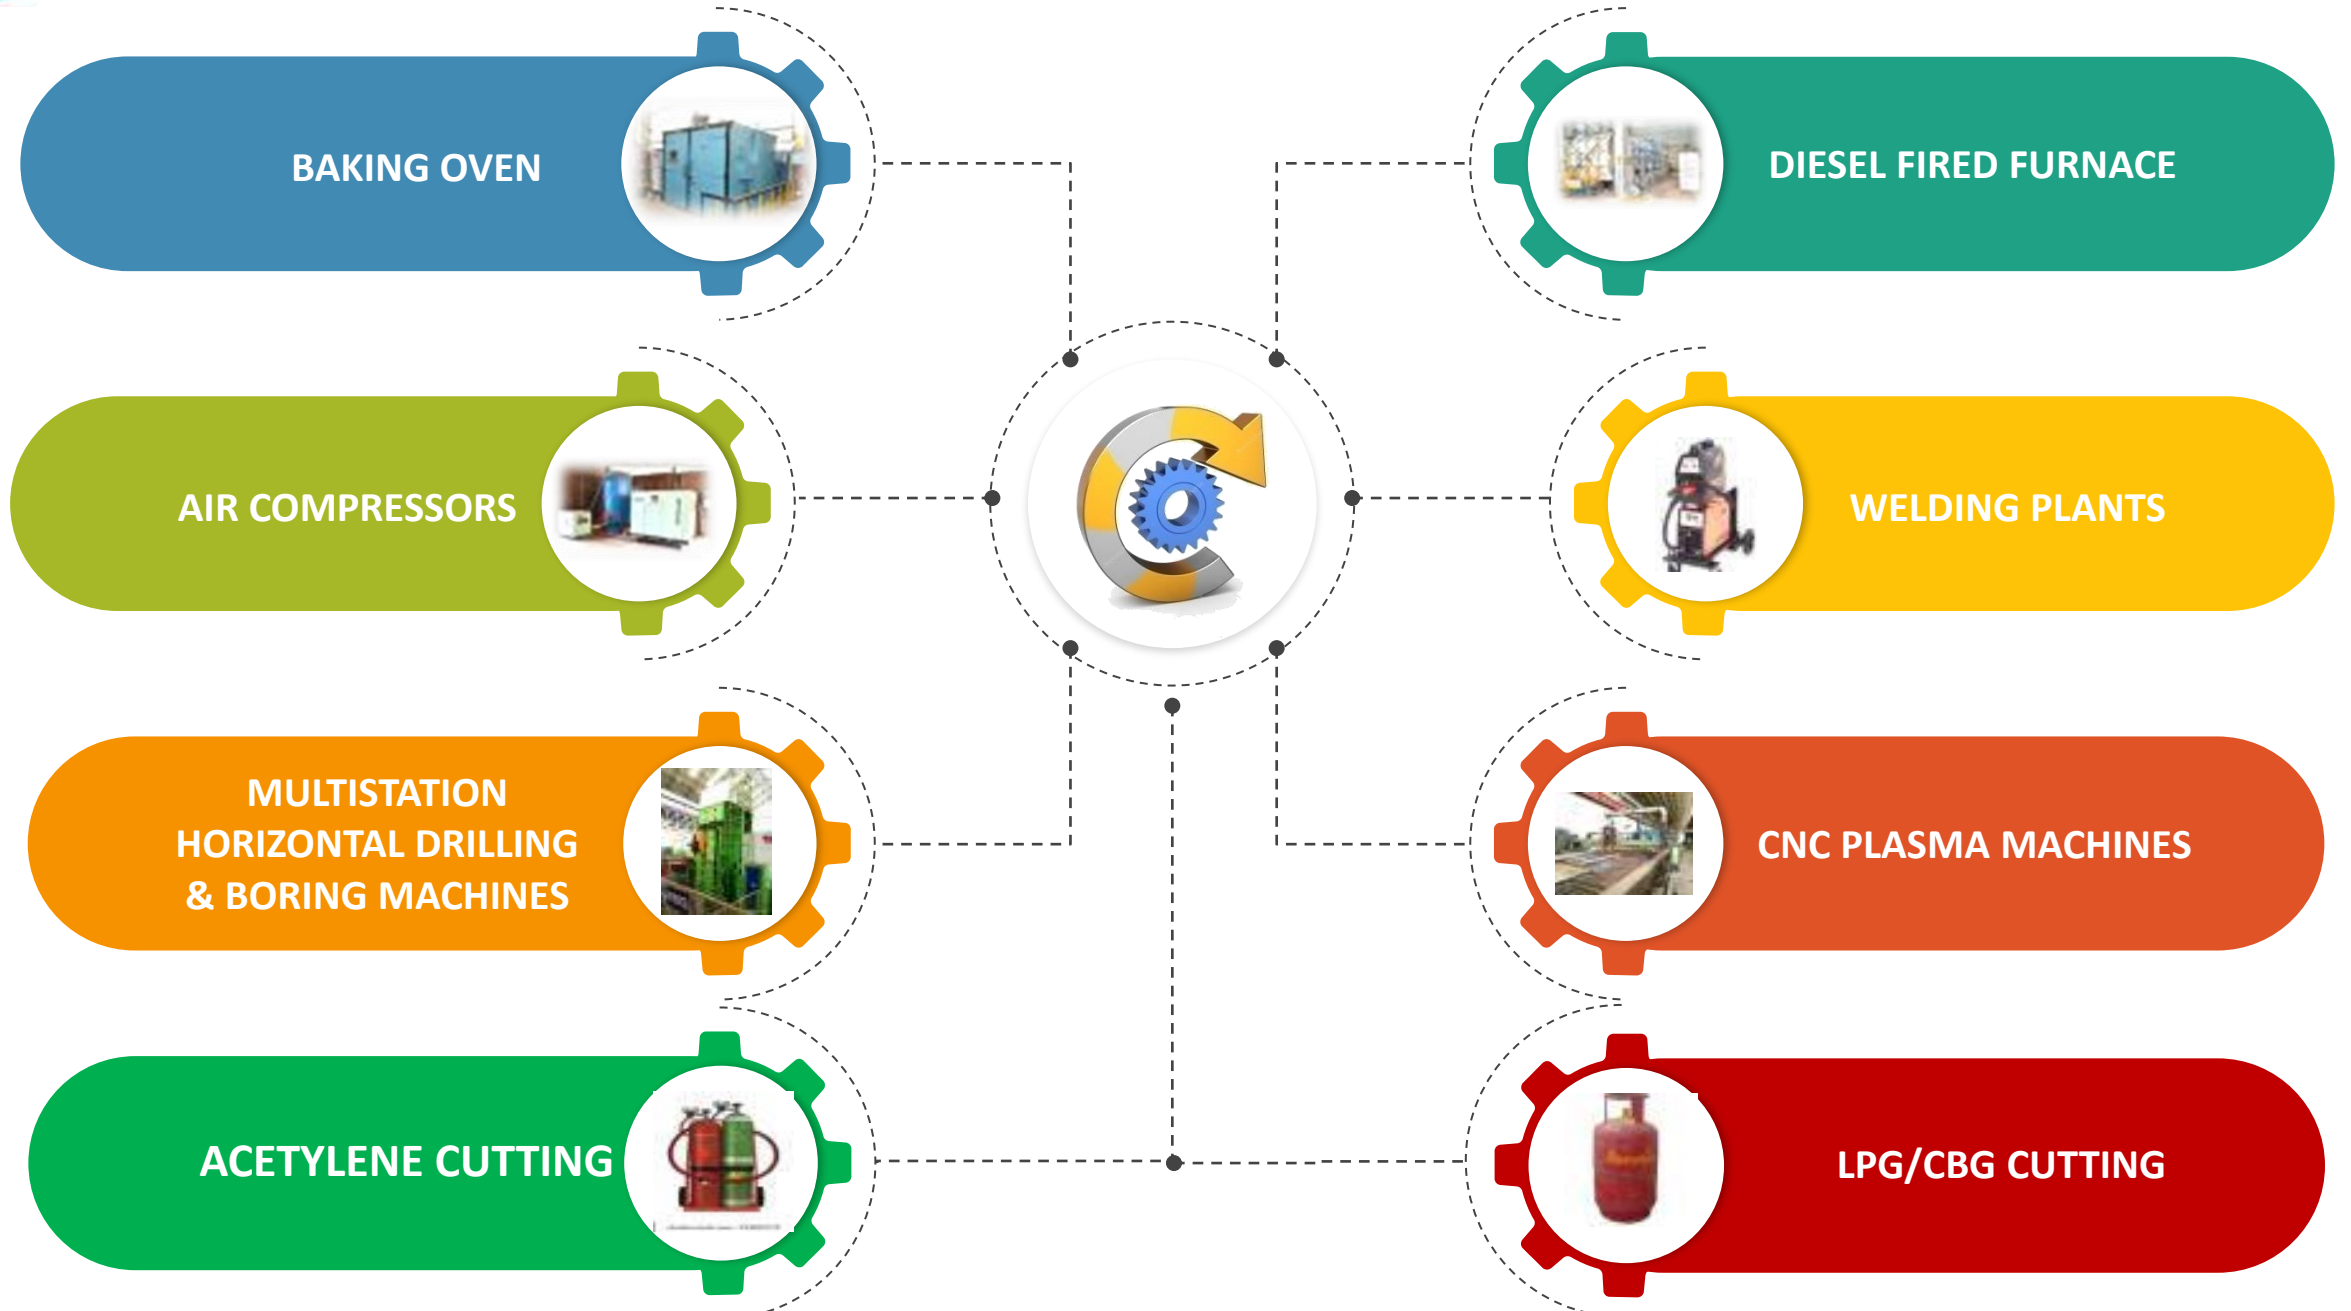 BAKING OVEN
DIESEL FIRED FURNACE
AIR COMPRESSORS
WELDING PLANTS
MULTISTATION
HORIZONTAL DRILLING
& BORING MACHINES
CNC PLASMA MACHINES
ACETYLENE CUTTING
LPG/CBG CUTTING